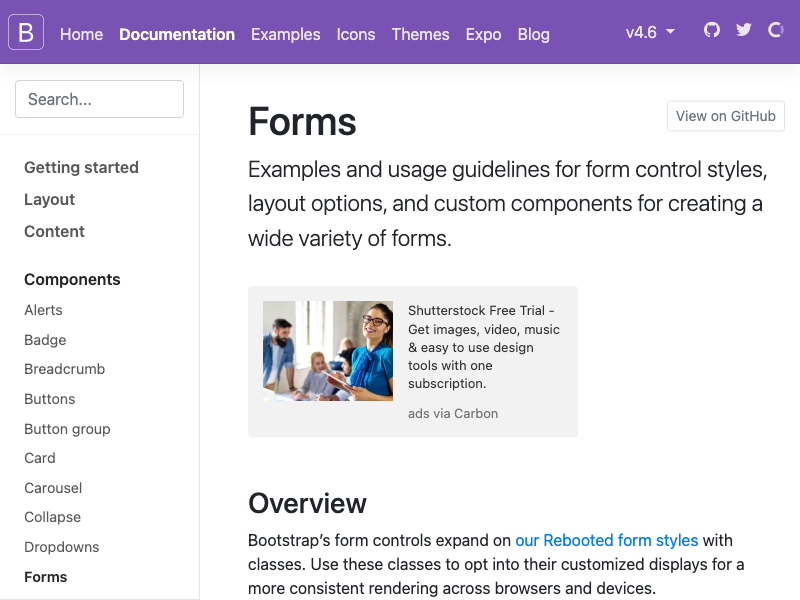 B Home Documentation Examples Icons Themes Expo Blog v4.6
Search...
Getting started
Layout
Content
Components
Alerts
Badge
Breadcrumb
Buttons
Button group
Card
Carousel
Collapse
Dropdowns
Forms
Forms
View on GitHub
Examples and usage guidelines for form control styles,
layout options, and custom components for creating a
wide variety of forms.
Shutterstock Free Trial -
Get images, video, music
& easy to use design
tools with one
subscription.
ads via Carbon
Overview
Bootstrap’s form controls expand on our Rebooted form styles with
classes. Use these classes to opt into their customized displays for a
more consistent rendering across browsers and devices.